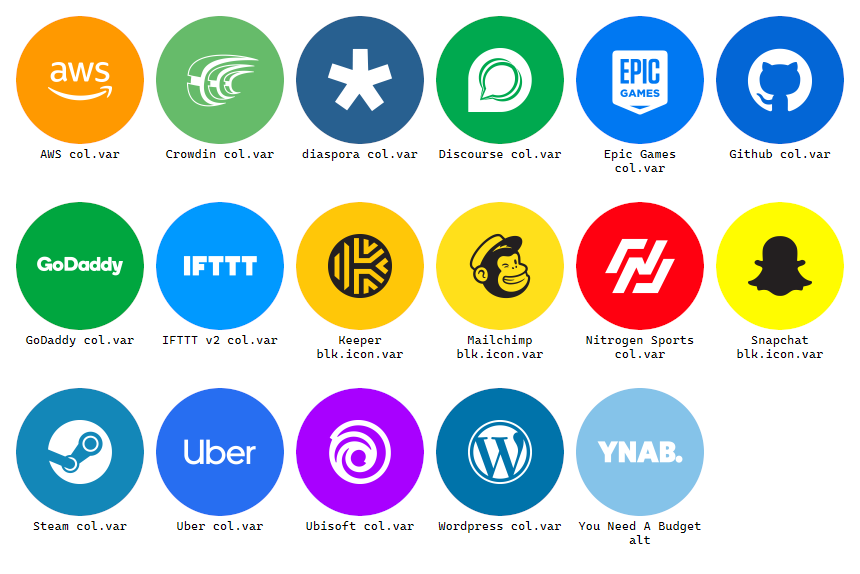 aws
EPIC
GAMES
AWS col.var
Crowdin col.var
diaspora col.var
Discourse col.var
Epic Games
col.var
Github col.var
GoDaddy
IFTTT
GoDaddy col.var
IFTTT v2 col.var
Keeper
blk.icon.var
Mailchimp
blk.icon.var
Nitrogen Sports
col.var
Snapchat
blk.icon.var
Uber
W
YNAB.
Steam col.var
Uber col.var
Ubisoft col.var
Wordpress col.var
You Need A Budget
alt